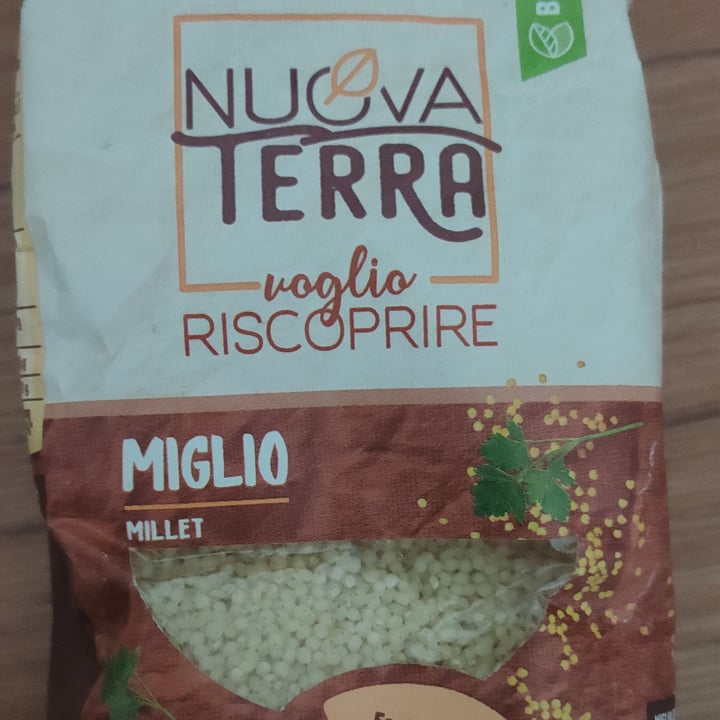 NUOVA
TERRA
voglio
RISCOPRIRE
MIGLIO
MILLET